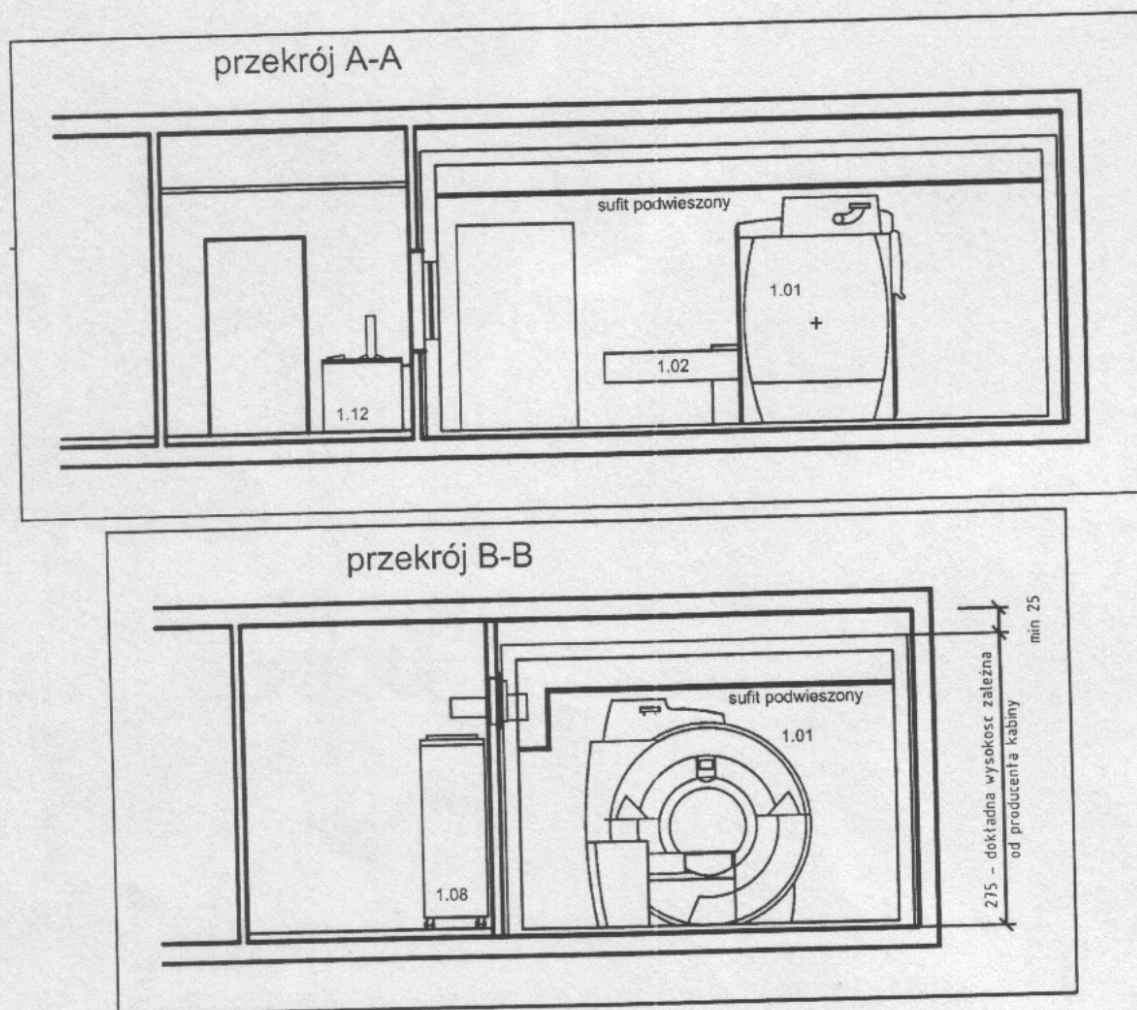 przekrój A-A
sufit podwieszony
1.01
1.02
1.12
przekrój B-B
min 25
sufit podwieszony
1.01
275 - dokładna wysokosc zależna
od producenta kabiny
1.08